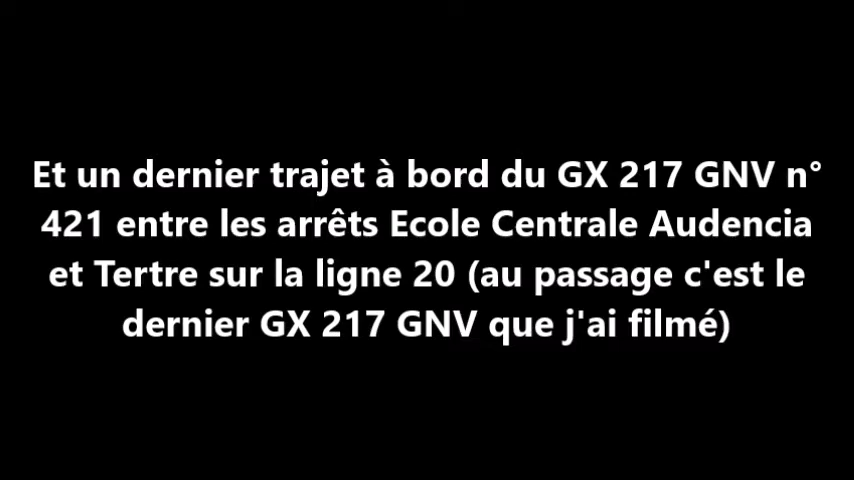 Et un dernier trajet à bord du GX 217 GNV n°
421 entre les arrêts Ecole Centrale Audencia
et Tertre sur la ligne 20 (au passage c'est le
dernier GX 217 GNV que j'ai filmé)